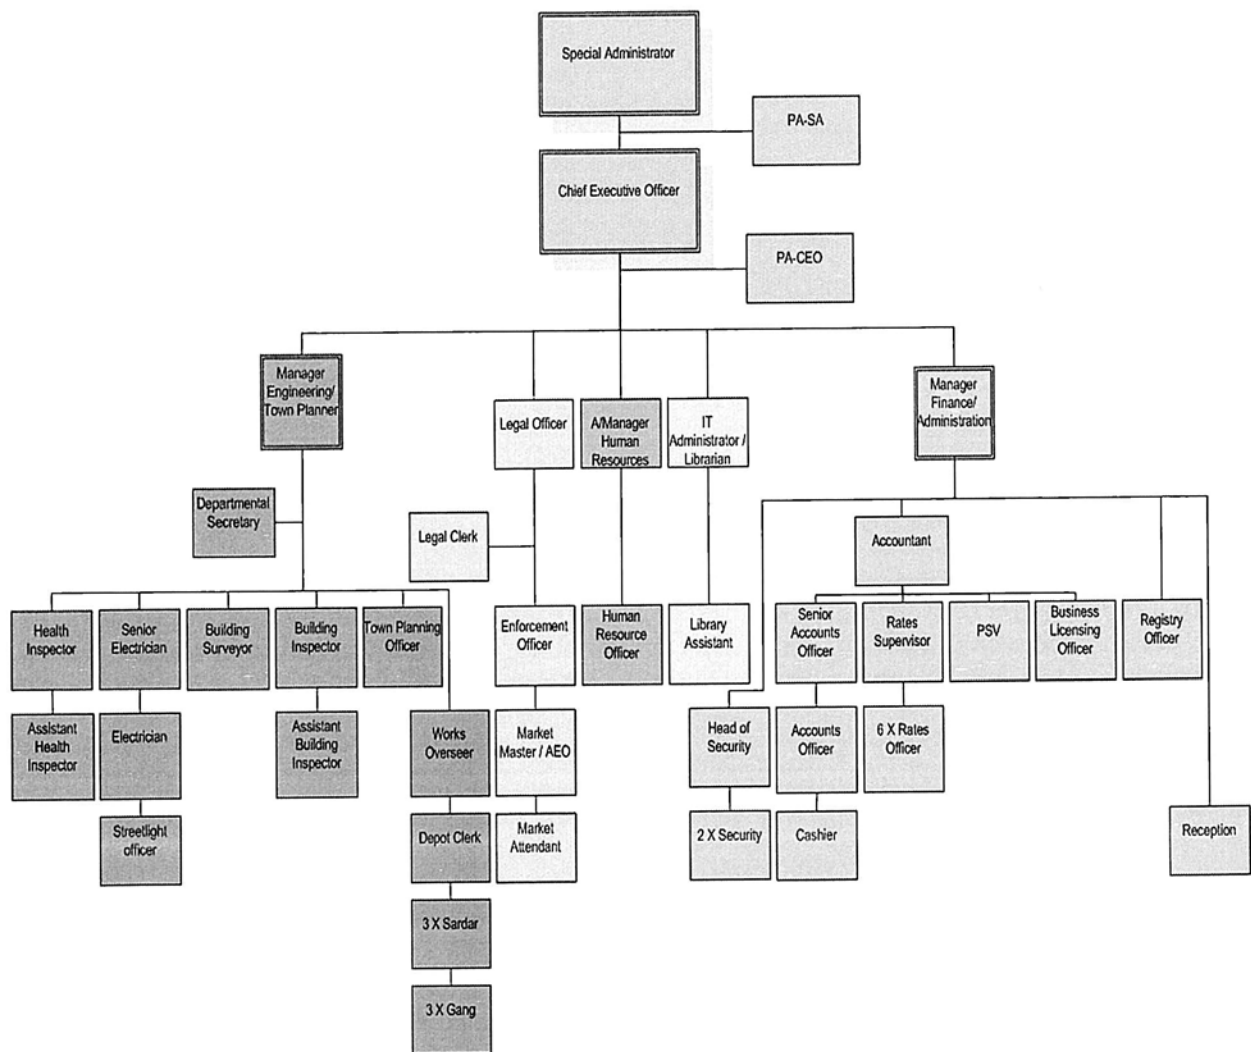 Special Administrator
PA-SA
Chief Executive Officer
PA-CEO
Manager
Engineering/
Town Planner
Legal Officer
A/Manager
Human
Resources
IT
Administrator /
Librarian
Manager
Finance/
Administration
Departmental
Secretary
Legal Clerk
Accountant
Health
Inspector
Senior
Electrician
Building
Surveyor
Building
Inspector
Town Planning
Officer
Enforcement
Officer
Human
Resource
Officer
Library
Assistant
Senior
Accounts
Officer
Rates
Supervisor
PSV
Business
Licensing
Officer
Registry
Officer
Assistant
Health
Inspector
Electrician
Assistant
Building
Inspector
Works
Overseer
Market
Master / AEO
Head of
Security
Accounts
Officer
6 X Rates
Officer
Streetlight
officer
Depot Clerk
Market
Attendant
2 X Security
Cashier
Reception
3 X Sardar
3 X Gang